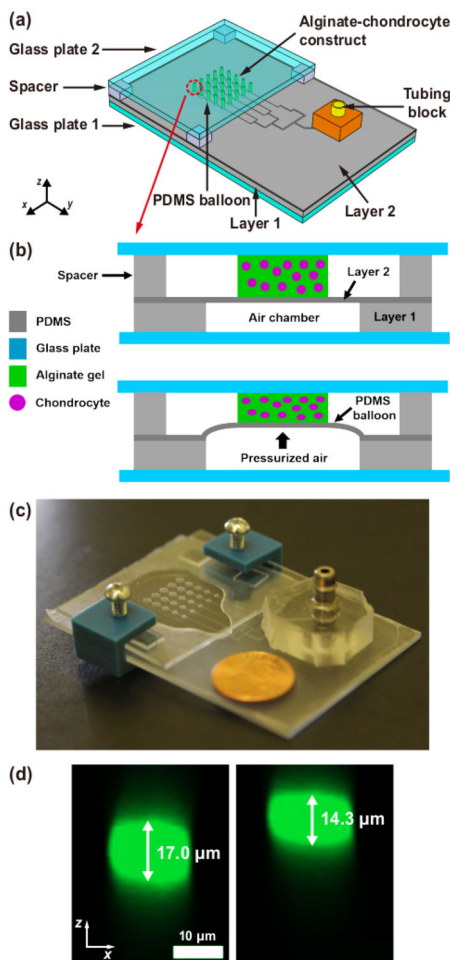 (a)
Alginate-chondrocyte
construct
Glass plate 2
Spacer
Glass plate 1
Tubing
block
PDMS balloon
Layer 1
Layer 2
z
x
y
(b)
Spacer
Layer 2
Air chamber
Layer 1
PDMS
Glass plate
Alginate gel
Chondrocyte
PDMS
balloon
Pressurized air
(c)
(d)
17.0 μm
14.3 μm
z
x
10 μm